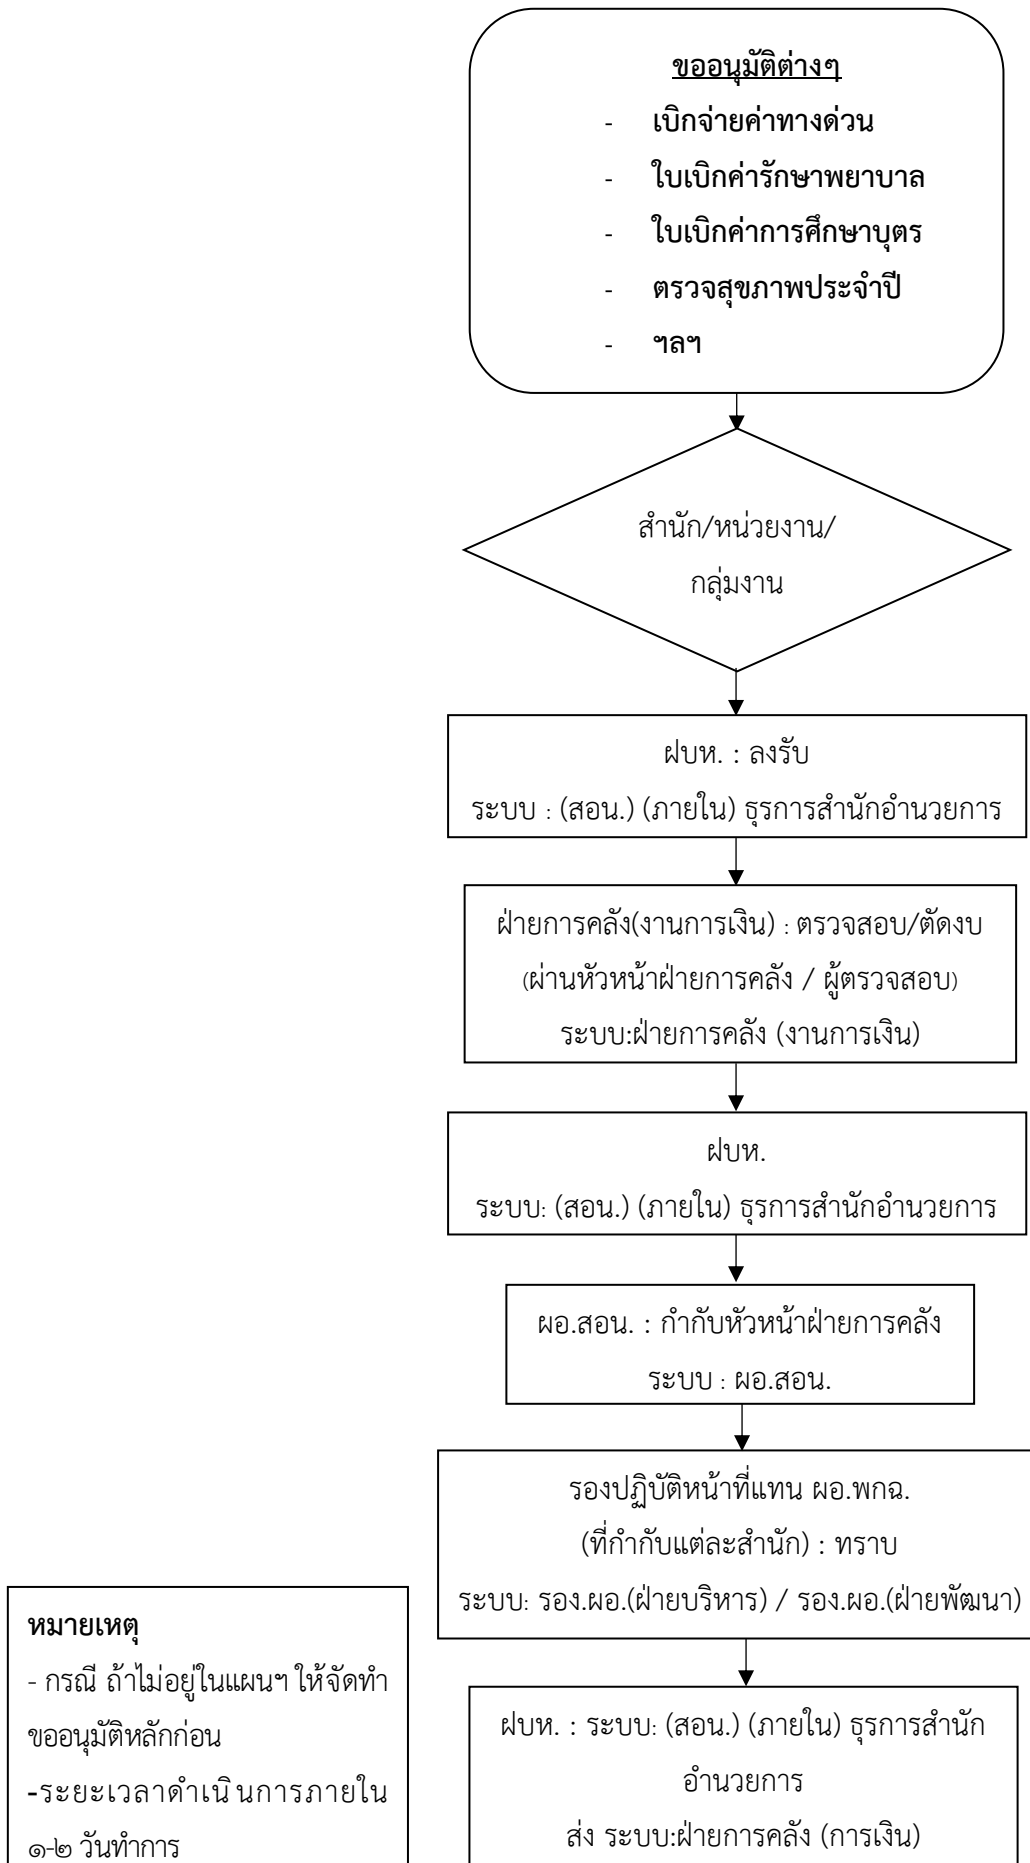 ขออนุมัติต่างๆ
- เบิกจ่ายค่าทางด่วน
- ใบเบิกค่ารักษาพยาบาล
- ใบเบิกค่าการศึกษาบุตร
- ตรวจสุขภาพประจำปี
- ฯลฯ
สำนัก/หน่วยงาน/
กลุ่มงาน
ฝบห. : ลงรับ
ระบบ : (สอน.) (ภายใน) ธุรการสำนักอำนวยการ
ฝ่ายการคลัง(งานการเงิน) : ตรวจสอบ/ตัดงบ
(ผ่านหัวหน้าฝ่ายการคลัง / ผู้ตรวจสอบ)
ระบบ:ฝ่ายการคลัง (งานการเงิน)
ฝบห.
ระบบ: (สอน.) (ภายใน) ธุรการสำนักอำนวยการ
ผอ.สอน. : กำกับหัวหน้าฝ่ายการคลัง
ระบบ : ผอ.สอน.
รองปฏิบัติหน้าที่แทน ผอ.พกฉ.
(ที่กำกับแต่ละสำนัก) : ทราบ
ระบบ: รอง.ผอ.(ฝ่ายบริหาร) / รอง.ผอ.(ฝ่ายพัฒนา)
ฝบห. : ระบบ: (สอน.) (ภายใน) ธุรการสำนัก
อำนวยการ
ส่ง ระบบ:ฝ่ายการคลัง (การเงิน)
หมายเหตุ
- กรณี ถ้าไม่อยู่ในแผนฯ ให้จัดทำ
ขออนุมัติหลักก่อน
-ระยะเวลาดำเนินการภายใน
๑-๒ วันทำการ